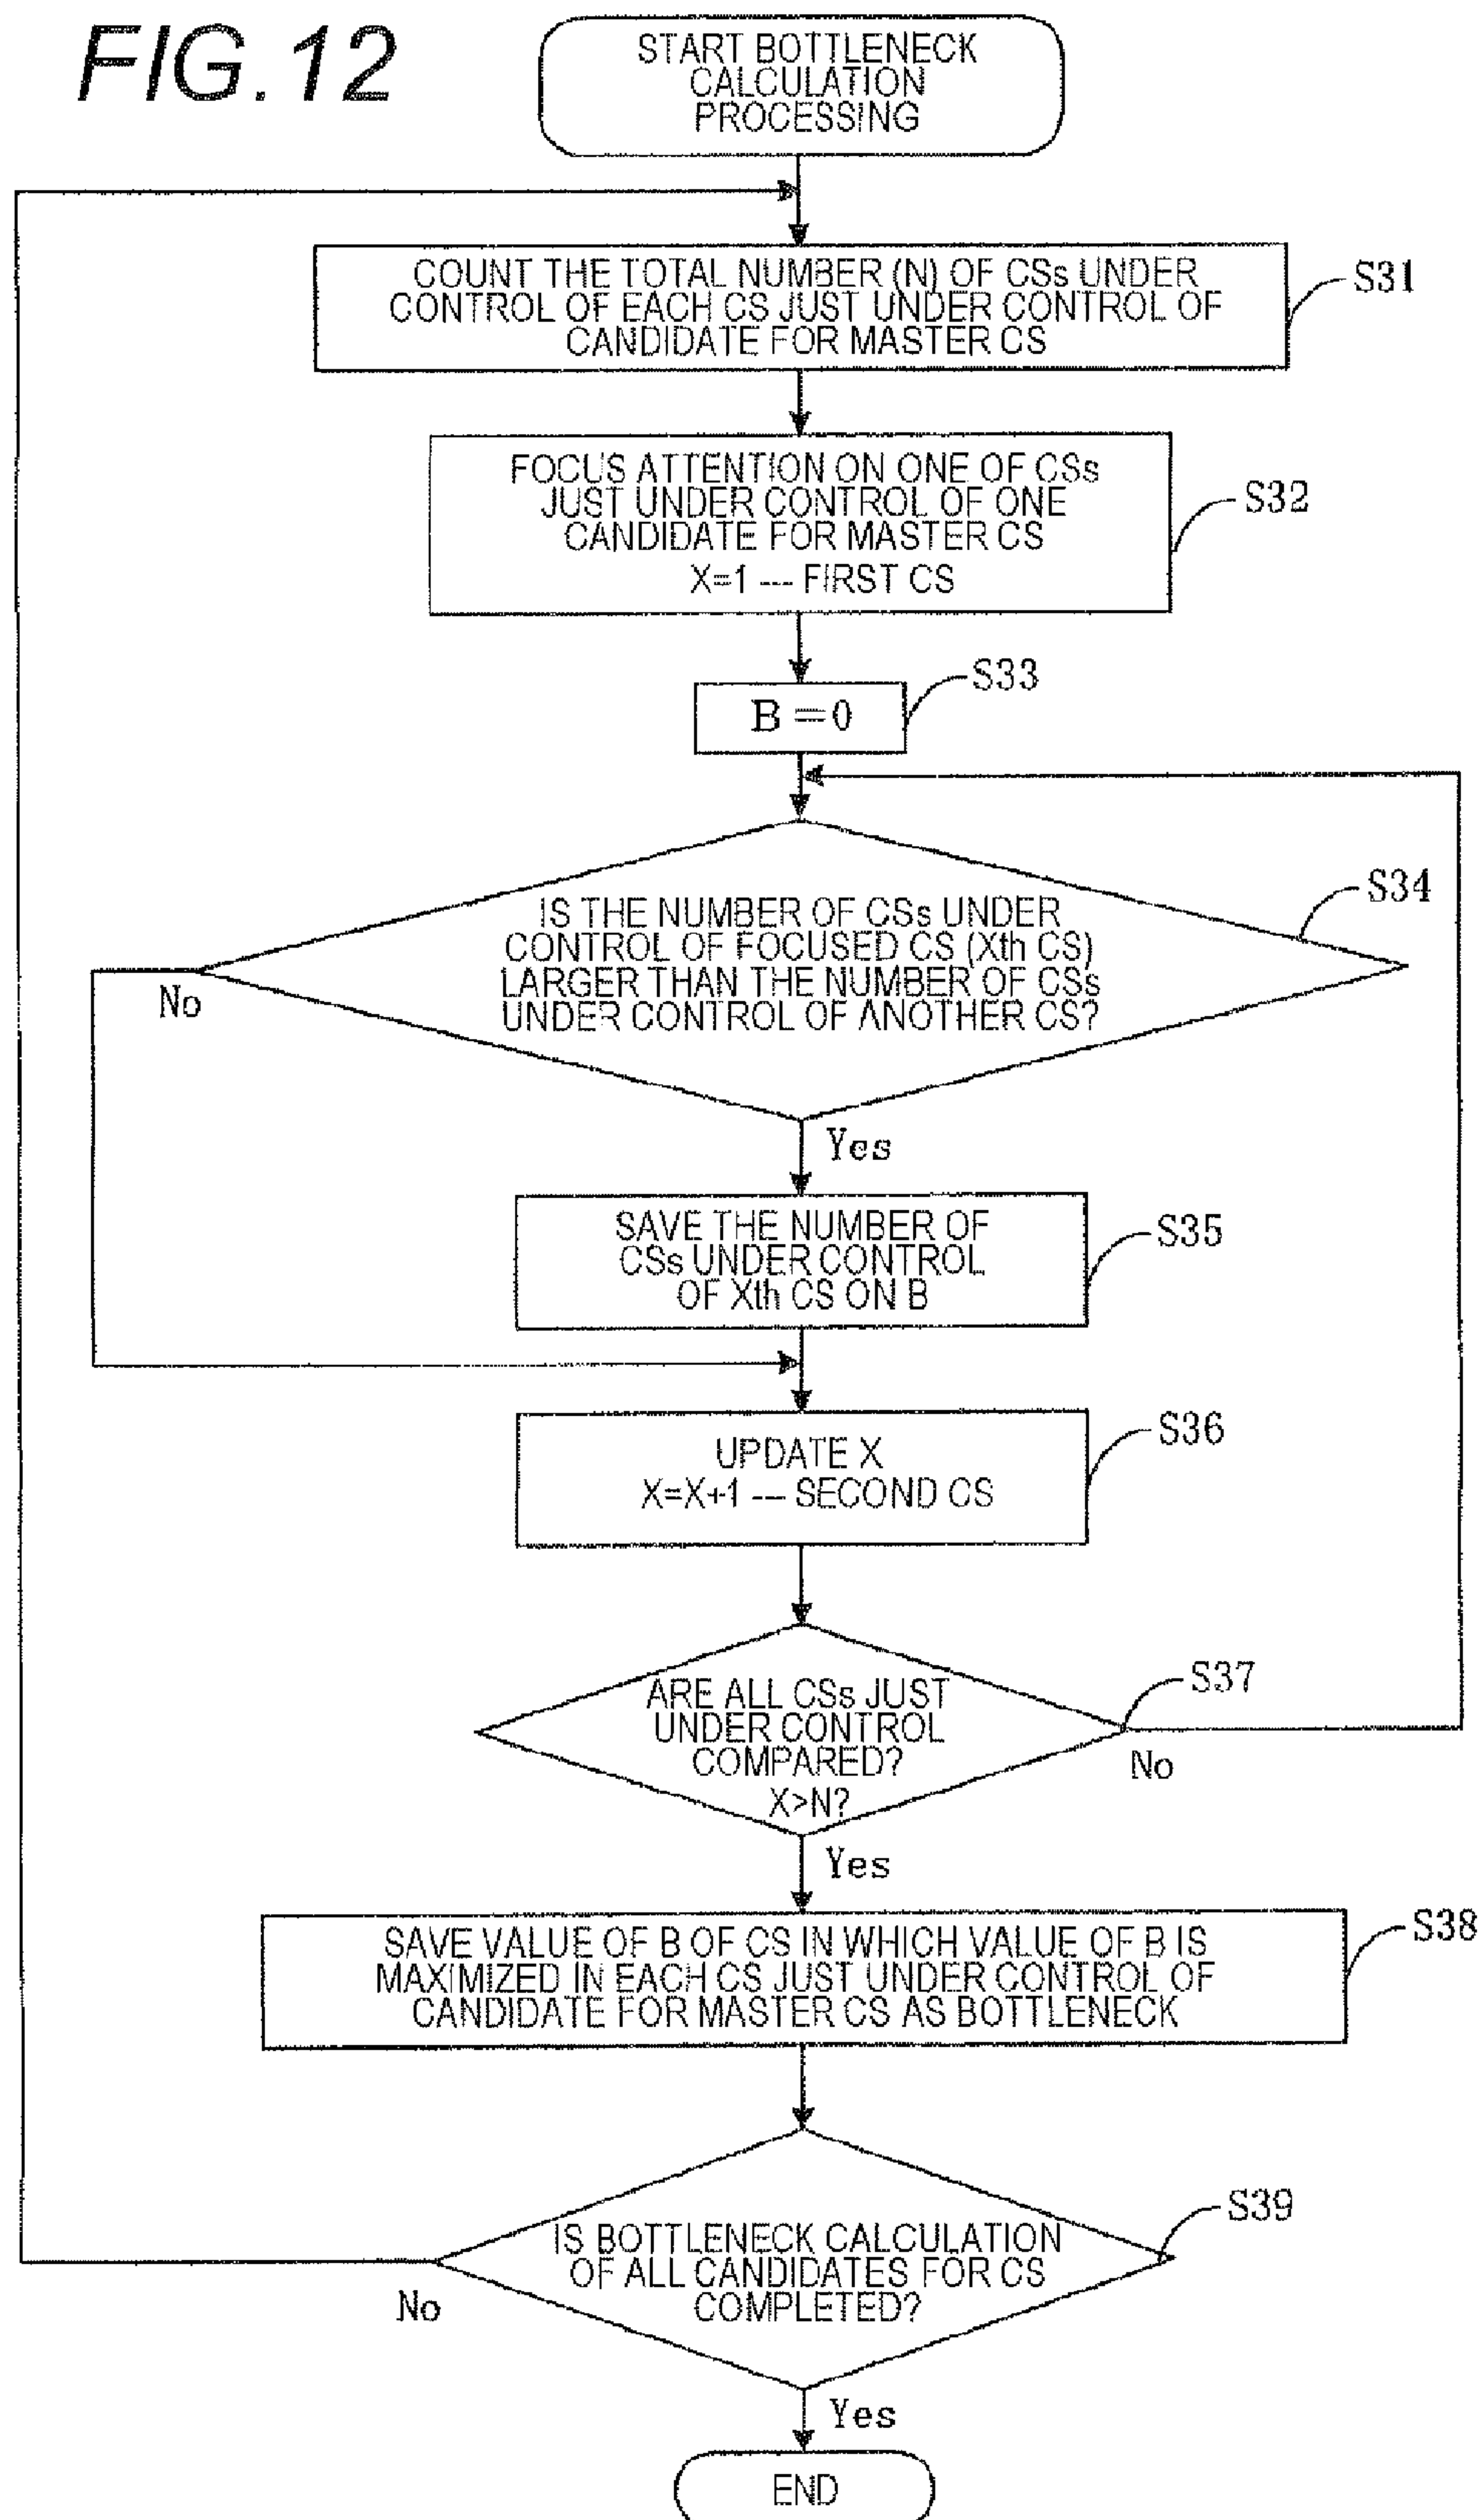 FIG.12
START BOTTLENECK
CALCULATION
PROCESSING
COUNT THE TOTAL NUMBER (N) OF CSs UNDER
CONTROL OF EACH CS JUST UNDER CONTROL OF
CANDIDATE FOR MASTER CS
S31
FOCUS ATTENTION ON ONE OF CSs
JUST UNDER CONTROL OF ONE
CANDIDATE FOR MASTER CS
X=1 --- FIRST CS
S32
B=0
S33
IS THE NUMBER OF CSs UNDER
CONTROL OF FOCUSED CS (Xth CS)
LARGER THAN THE NUMBER OF CSs
UNDER CONTROL OF ANOTHER CS?
S34
No
Yes
SAVE THE NUMBER OF
CSs UNDER CONTROL
OF Xth CS ON B
S35
UPDATE X
X=X+1 --- SECOND CS
S36
ARE ALL CSs JUST
UNDER CONTROL
COMPARED?
X>N?
S37
No
Yes
SAVE VALUE OF B OF CS IN WHICH VALUE OF B IS
MAXIMIZED IN EACH CS JUST UNDER CONTROL OF
CANDIDATE FOR MASTER CS AS BOTTLENECK
S38
IS BOTTLENECK CALCULATION
OF ALL CANDIDATES FOR CS
COMPLETED?
S39
No
Yes
END